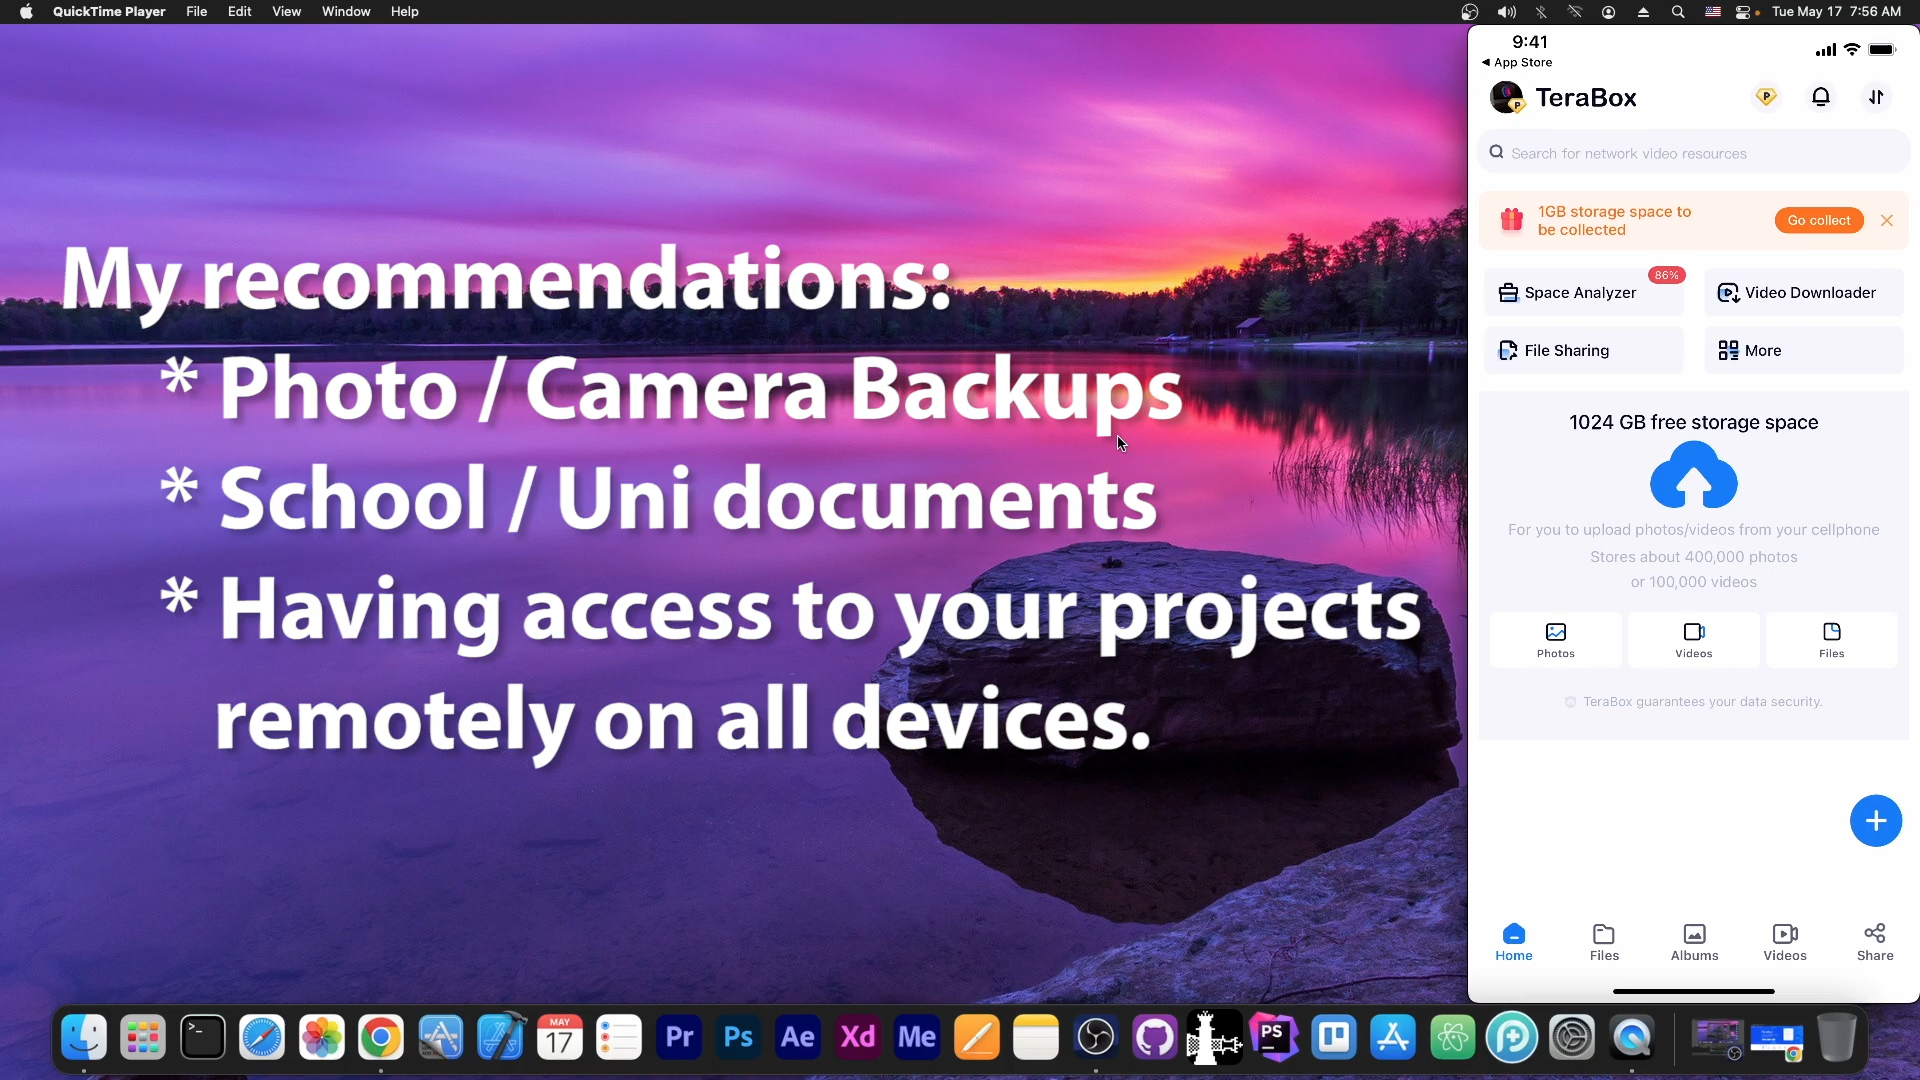 QuickTime Player File Edit View Window Help
Tue May 17 7:56 AM
My recommendations:
* Photo / Camera Backups
* School / Uni documents
* Having access to your projects
remotely on all devices.
9:41
◀ App Store
P
TeraBox
P
Search for network video resources
1GB storage space to
be collected
Go collect
86%
Space Analyzer
Video Downloader
File Sharing
More
1024 GB free storage space
For you to upload photos/videos from your cellphone
Stores about 400,000 photos
or 100,000 videos
Photos Videos Files
TeraBox guarantees your data security.
Home Files Albums Videos Share
>_
MAY
17
Pr Ps Ae Xd Me
PS